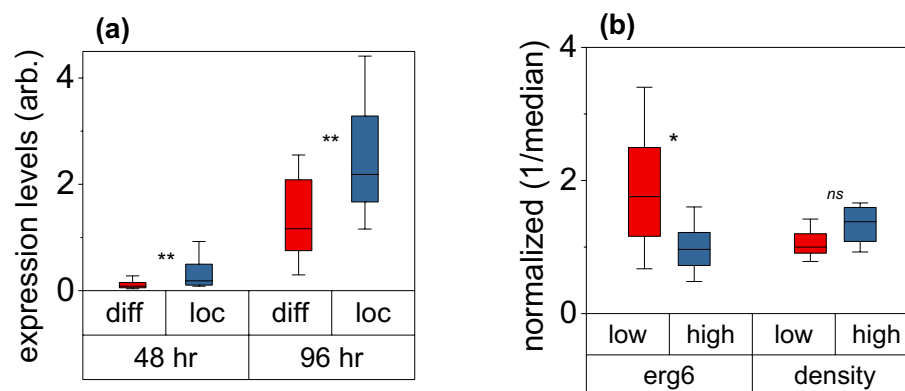 (a)
expression levels (arb.)
4
2
0
**
**
diff loc diff loc
48 hr 96 hr
(b)
normalized (1/median)
4
2
0
*
ns
low high low high
erg6 density